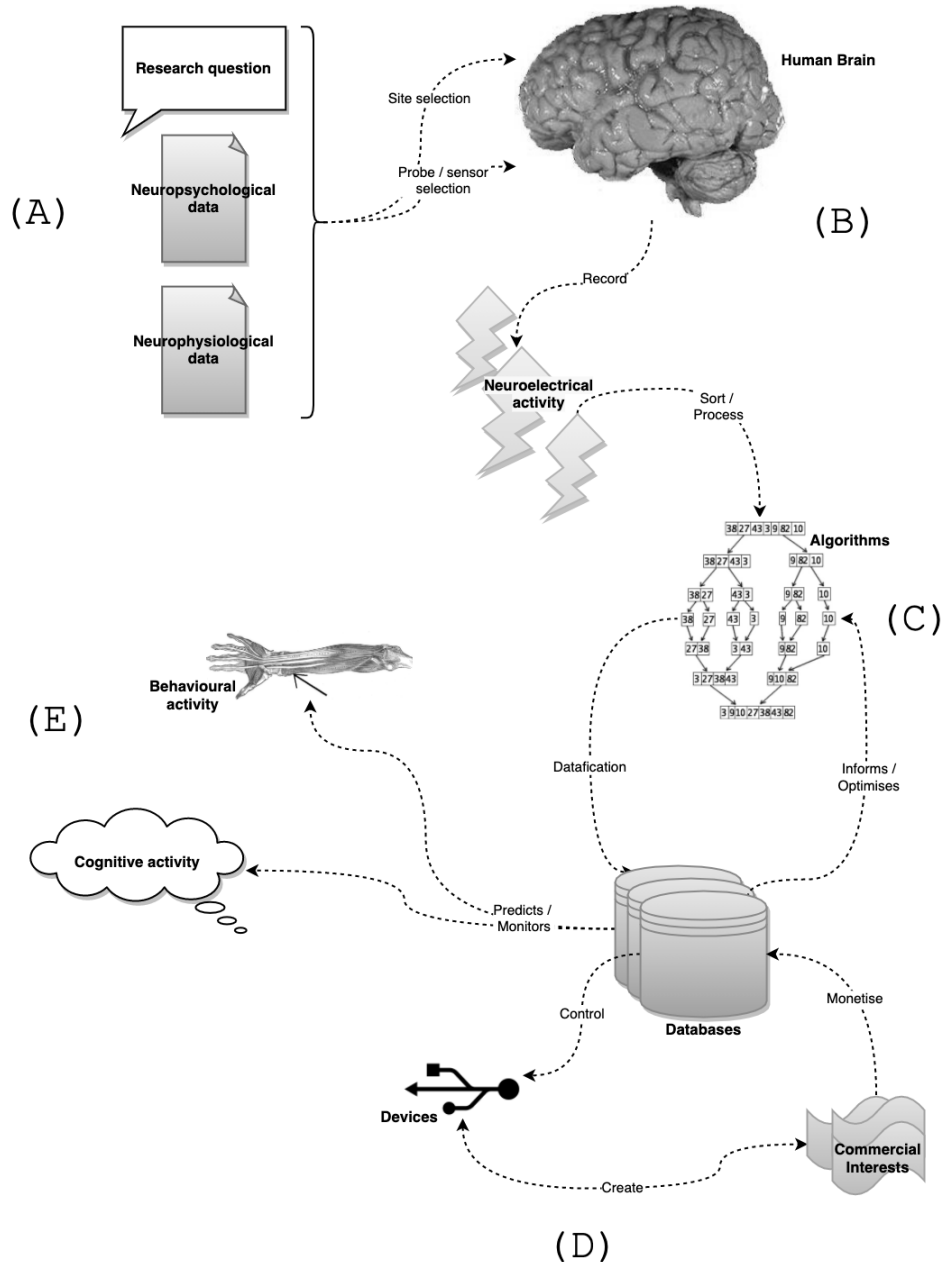 Research question
Human Brain
Site selection
Probe / sensor
selection
Neuropsychological
data
(A)
(B)
Record
Neurophysiological
data
Neuroelectrical
activity
Sort /
Process
38 27 43 3 9 82 10
Algorithms
38 27 43 3
9 82 10
38 27
43 3
9 82
10
38
27
43
3
9
82
10
(C)
27 38
3 43
9 82
10
3 27 38 43
9 10 82
3 9 10 27 38 43 82
Behavioural
activity
(E)
Datafication
Informs /
Optimises
Cognitive activity
Predicts /
Monitors
Monetise
Control
Databases
Devices
Commercial
Interests
Create
(D)